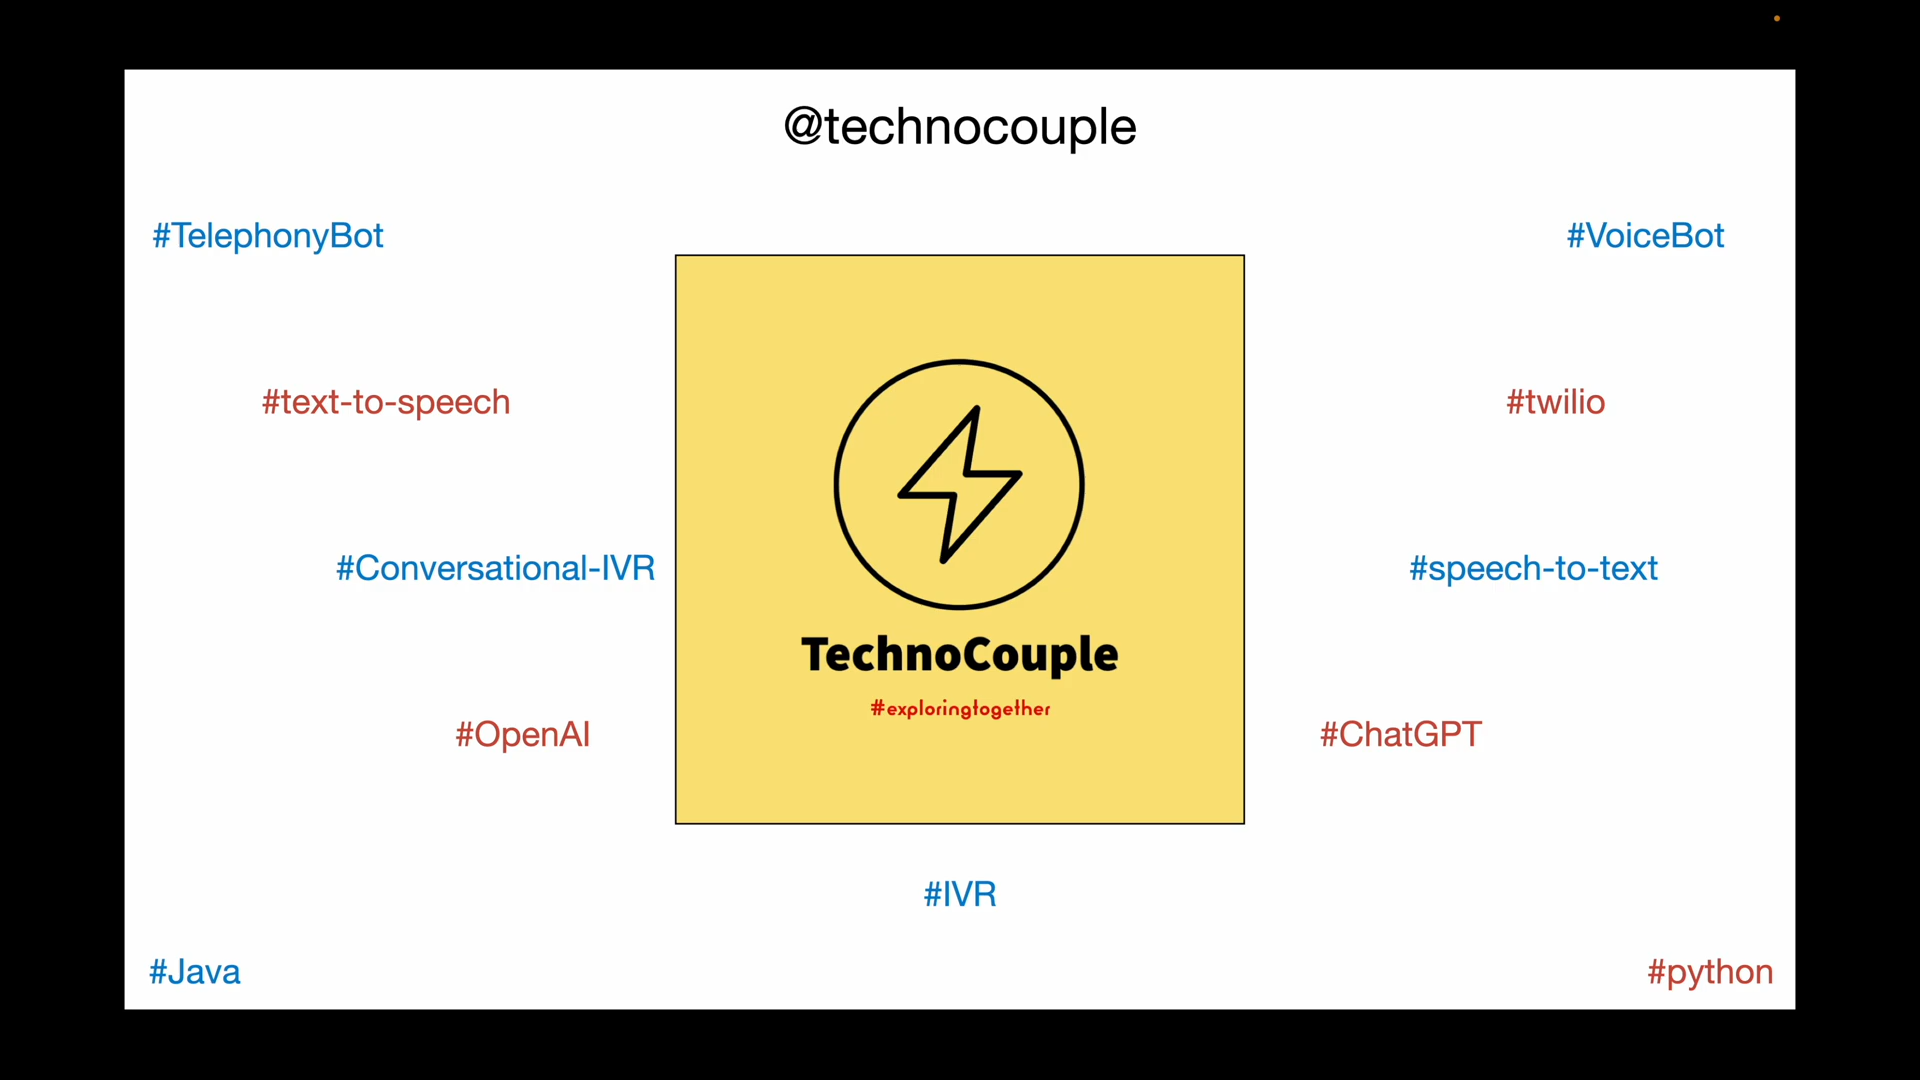 @technocouple
#TelephonyBot
#VoiceBot
#text-to-speech
#twilio
#Conversational-IVR
#speech-to-text
TechnoCouple
#exploringtogether
#OpenAI
#ChatGPT
#IVR
#Java
#python